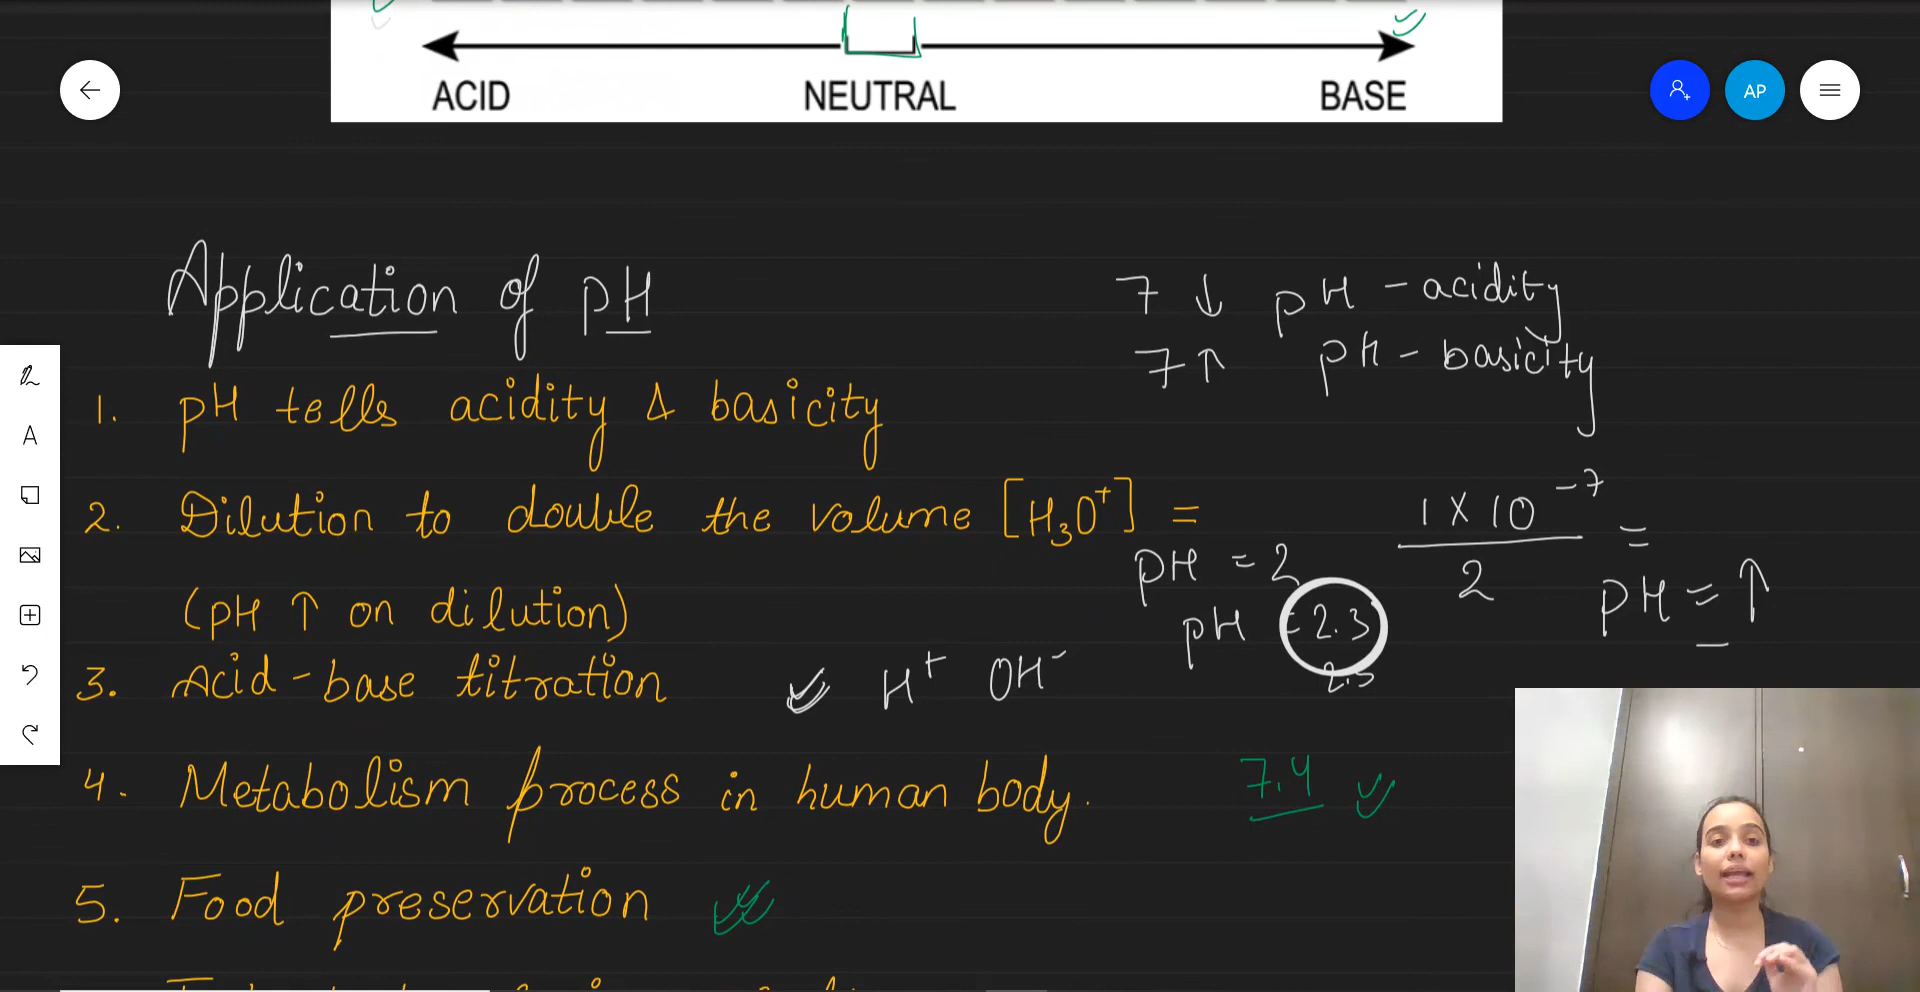 ACID NEUTRAL BASE
AP
Application of pH
7 ↓ pH - acidity
7 ↑ pH - basicity
1. pH tells acidity & basicity
2. Dilution to double the volume [H₃O⁺] =
1 × 10⁻⁷ / 2 =
pH = 2
(pH ↑ on dilution)
pH = 2.3
pH = ↑
2.3
3. Acid-base titration
H⁺ OH⁻
4. Metabolism process in human body.
7.4
5. Food preservation
A